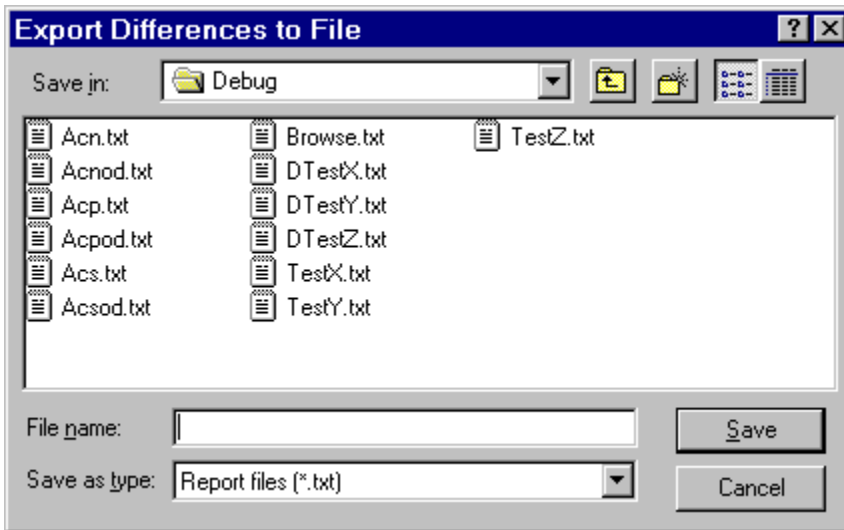 Export Differences to File
Save in: Debug
Acn.txt Browse.txt TestZ.txt
Acnod.txt DTestX.txt
Acp.txt DTestY.txt
Acpod.txt DTestZ.txt
Acs.txt TestX.txt
Acsod.txt TestY.txt
File name: Save
Save as type: Report files (*.txt) Cancel